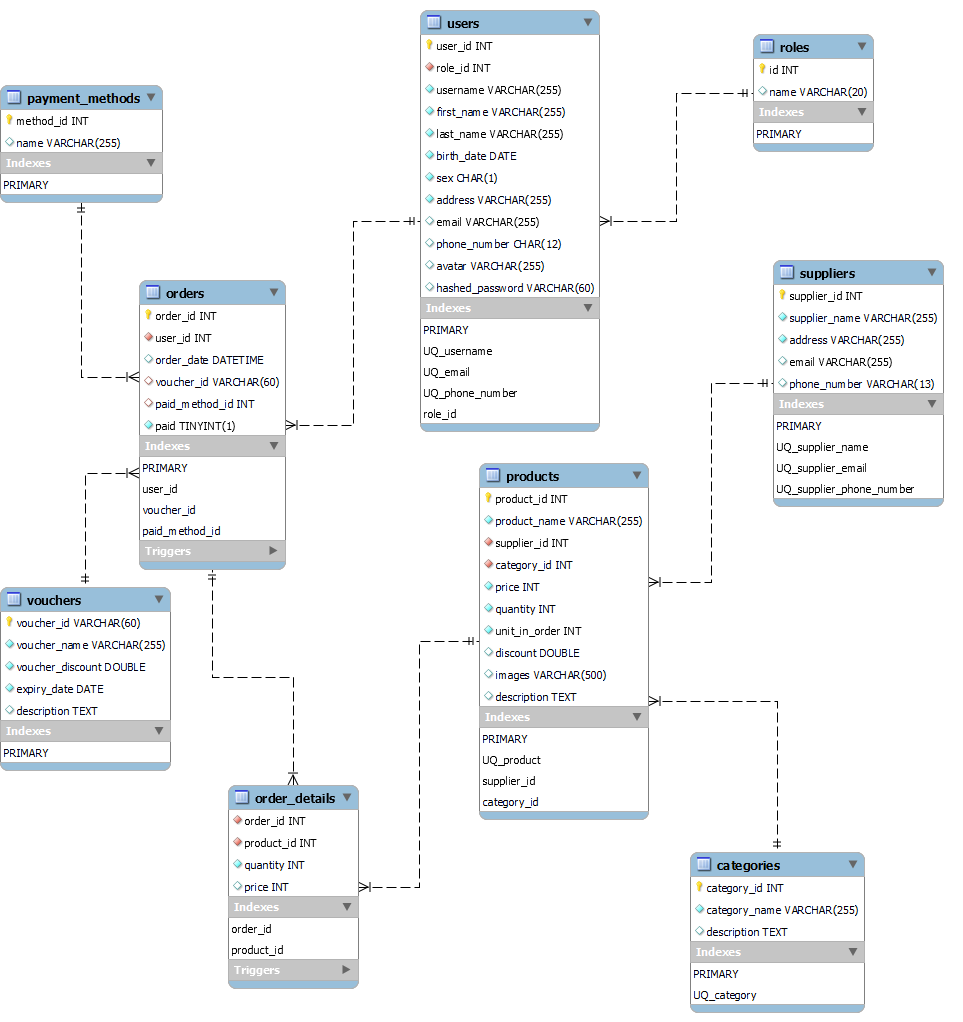 users
user_id INT
role_id INT
username VARCHAR(255)
first_name VARCHAR(255)
last_name VARCHAR(255)
birth_date DATE
sex CHAR(1)
address VARCHAR(255)
email VARCHAR(255)
phone_number CHAR(12)
avatar VARCHAR(255)
hashed_password VARCHAR(60)
Indexes
PRIMARY
UQ_username
UQ_email
UQ_phone_number
role_id
roles
id INT
name VARCHAR(20)
Indexes
PRIMARY
payment_methods
method_id INT
name VARCHAR(255)
Indexes
PRIMARY
suppliers
supplier_id INT
supplier_name VARCHAR(255)
address VARCHAR(255)
email VARCHAR(255)
phone_number VARCHAR(13)
Indexes
PRIMARY
UQ_supplier_name
UQ_supplier_email
UQ_supplier_phone_number
orders
order_id INT
user_id INT
order_date DATETIME
voucher_id VARCHAR(60)
paid_method_id INT
paid TINYINT(1)
Indexes
PRIMARY
user_id
voucher_id
paid_method_id
Triggers
products
product_id INT
product_name VARCHAR(255)
supplier_id INT
category_id INT
price INT
quantity INT
unit_in_order INT
discount DOUBLE
images VARCHAR(500)
description TEXT
Indexes
PRIMARY
UQ_product
supplier_id
category_id
vouchers
voucher_id VARCHAR(60)
voucher_name VARCHAR(255)
voucher_discount DOUBLE
expiry_date DATE
description TEXT
Indexes
PRIMARY
order_details
order_id INT
product_id INT
quantity INT
price INT
Indexes
order_id
product_id
Triggers
categories
category_id INT
category_name VARCHAR(255)
description TEXT
Indexes
PRIMARY
UQ_category